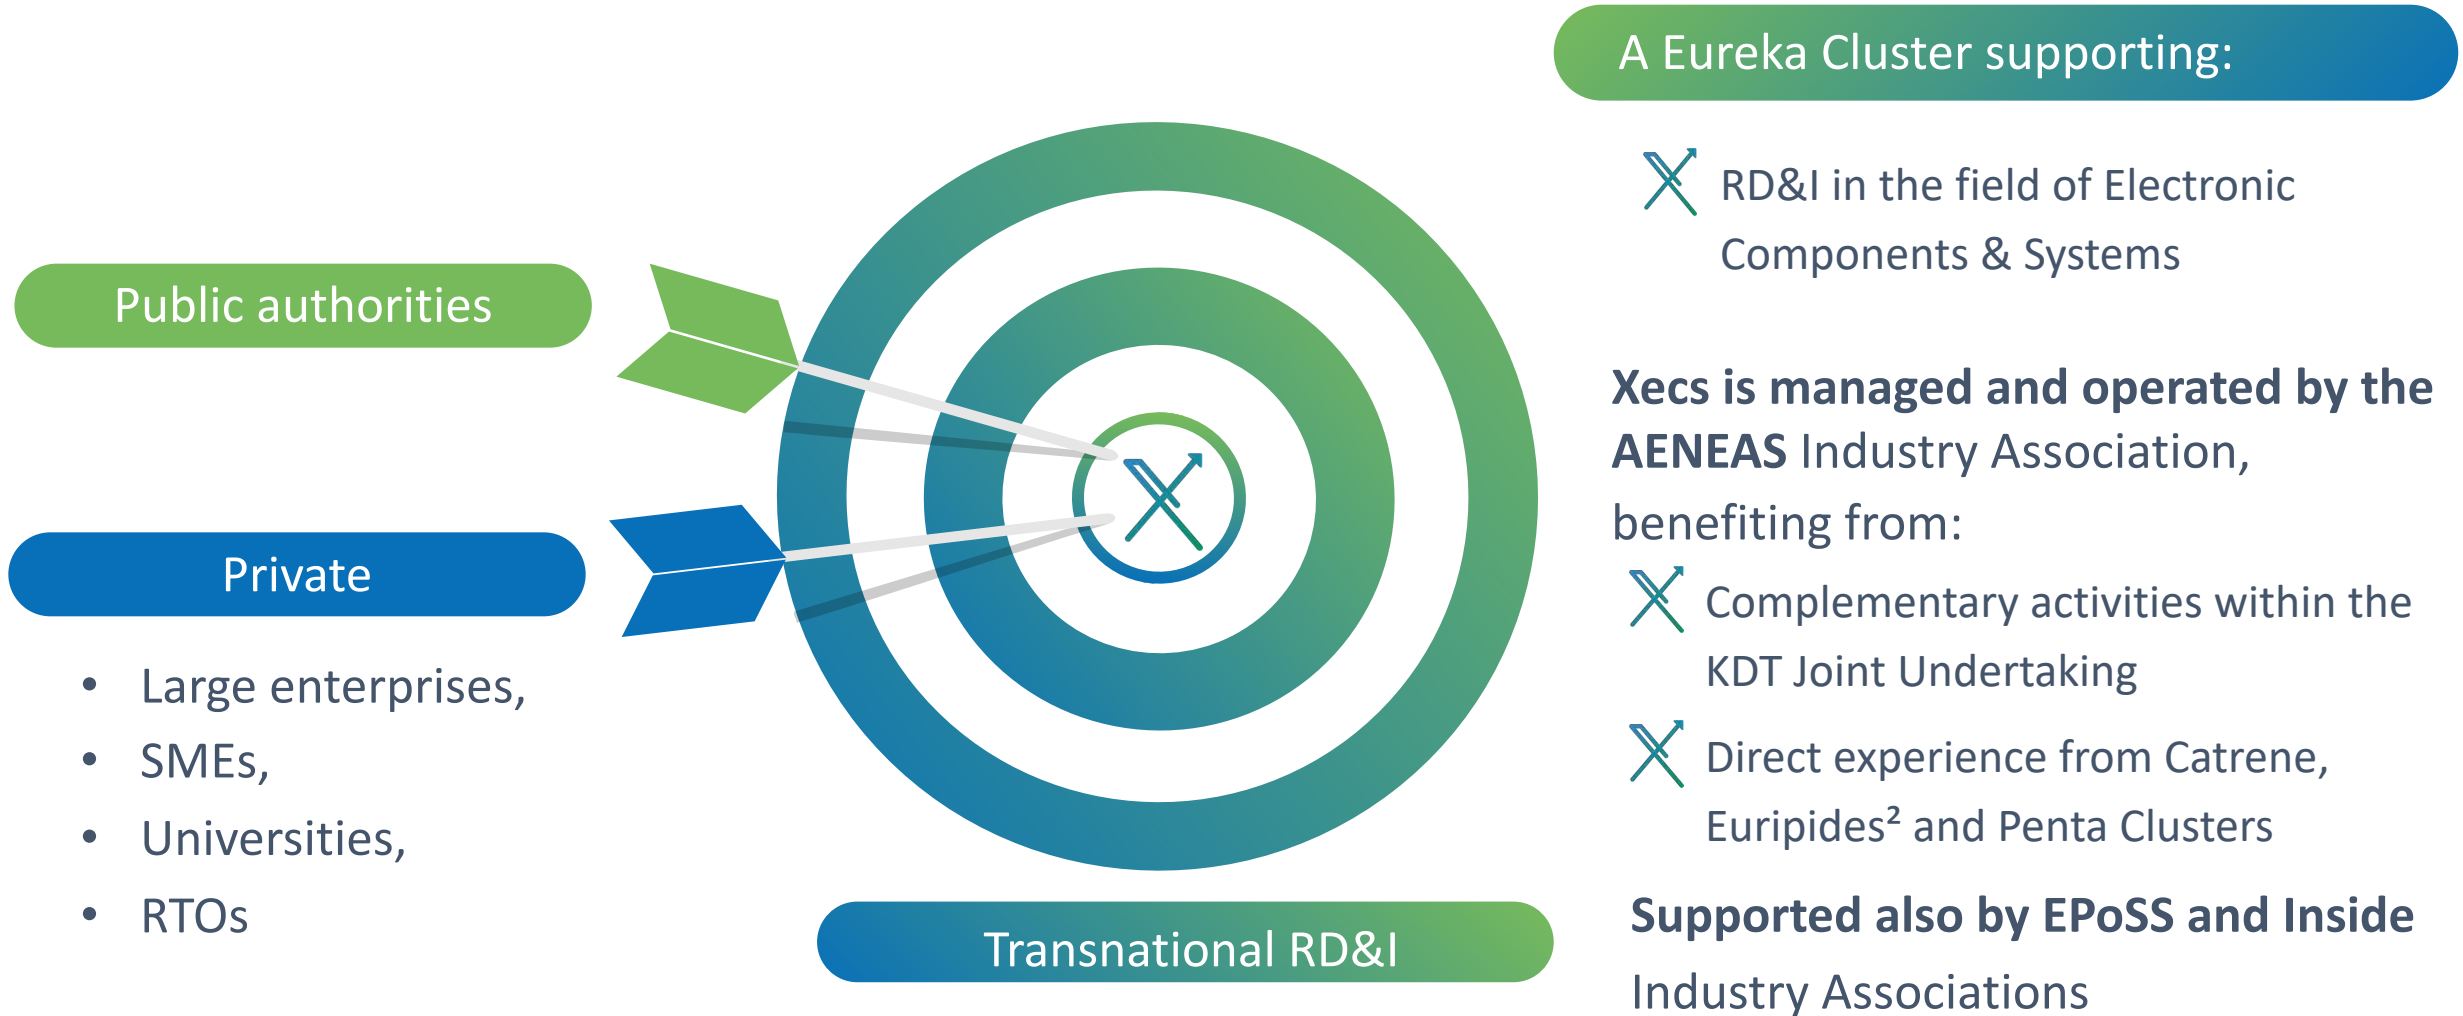 A Eureka Cluster supporting:
RD&I in the field of Electronic
Components & Systems
Public authorities
Private
• Large enterprises,
• SMEs,
• Universities,
• RTOs
Transnational RD&I
Xecs is managed and operated by the
AENEAS Industry Association,
benefiting from:
Complementary activities within the
KDT Joint Undertaking
Direct experience from Catrene,
Euripides² and Penta Clusters
Supported also by EPoSS and Inside
Industry Associations